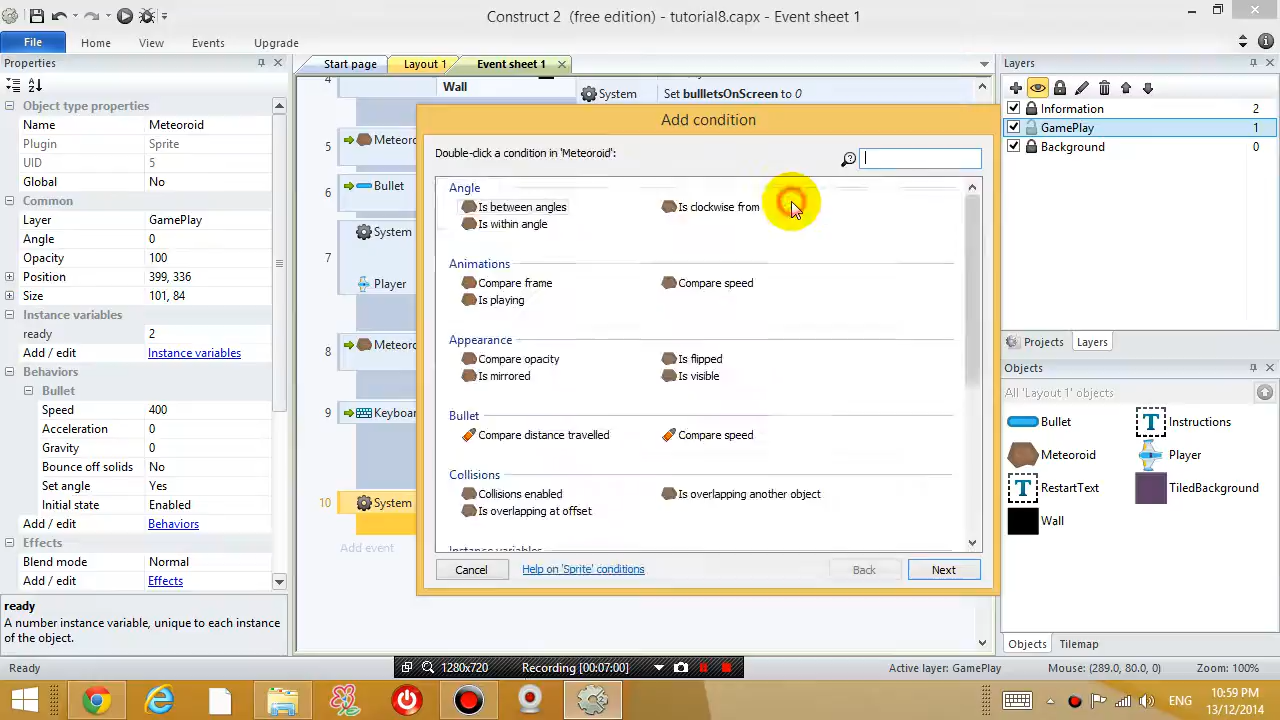 Construct 2 (free edition) - tutorial8.capx - Event sheet 1
File Home View Events Upgrade
Properties
Object type properties
Name Meteoroid
Plugin Sprite
UID 5
Global No
Common
Layer GamePlay
Angle 0
Opacity 100
Position 399, 336
Size 101, 84
Instance variables
ready 2
Add / edit Instance variables
Behaviors
Bullet
Speed 400
Acceleration 0
Gravity 0
Bounce off solids No
Set angle Yes
Initial state Enabled
Add / edit Behaviors
Effects
Blend mode Normal
Add / edit Effects
ready
A number instance variable, unique to each instance
of the object.
Start page Layout 1 Event sheet 1
4 Wall
System Set bullletsOnScreen to 0
5 Meteoro
6 Bullet
7 System
Player
8 Meteoro
9 Keyboar
10 System
Add event
Add condition
Double-click a condition in 'Meteoroid':
Angle
Is between angles Is clockwise from
Is within angle
Animations
Compare frame Compare speed
Is playing
Appearance
Compare opacity Is flipped
Is mirrored Is visible
Bullet
Compare distance travelled Compare speed
Collisions
Collisions enabled Is overlapping another object
Is overlapping at offset
Instance variables
Cancel Help on 'Sprite' conditions Back Next
Layers
Information 2
GamePlay 1
Background 0
Projects Layers
Objects
All 'Layout 1' objects
Bullet Instructions
Meteoroid Player
RestartText TiledBackground
Wall
Objects Tilemap
Ready
1280x720 Recording [00:07:00]
Active layer: GamePlay Mouse: (289.0, 80.0, 0) Zoom: 100%
ENG
10:59 PM
13/12/2014